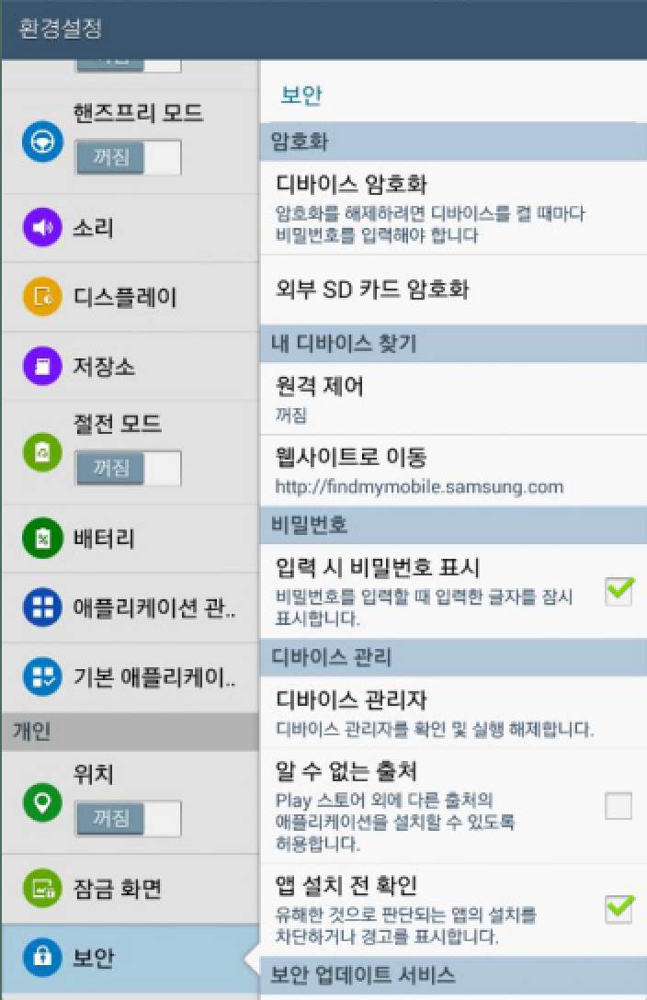 환경설정
핸즈프리 모드
꺼짐
소리
디스플레이
저장소
절전 모드
꺼짐
배터리
애플리케이션 관..
기본 애플리케이..
개인
위치
꺼짐
잠금 화면
보안
보안
암호화
디바이스 암호화
암호화를 해제하려면 디바이스를 켤 때마다
비밀번호를 입력해야 합니다
외부 SD 카드 암호화
내 디바이스 찾기
원격 제어
꺼짐
웹사이트로 이동
http://findmymobile.samsung.com
비밀번호
입력 시 비밀번호 표시
비밀번호를 입력할 때 입력한 글자를 잠시
표시합니다.
디바이스 관리
디바이스 관리자
디바이스 관리자를 확인 및 실행 해제합니다.
알 수 없는 출처
Play 스토어 외에 다른 출처의
애플리케이션을 설치할 수 있도록
허용합니다.
앱 설치 전 확인
유해한 것으로 판단되는 앱의 설치를
차단하거나 경고를 표시합니다.
보안 업데이트 서비스